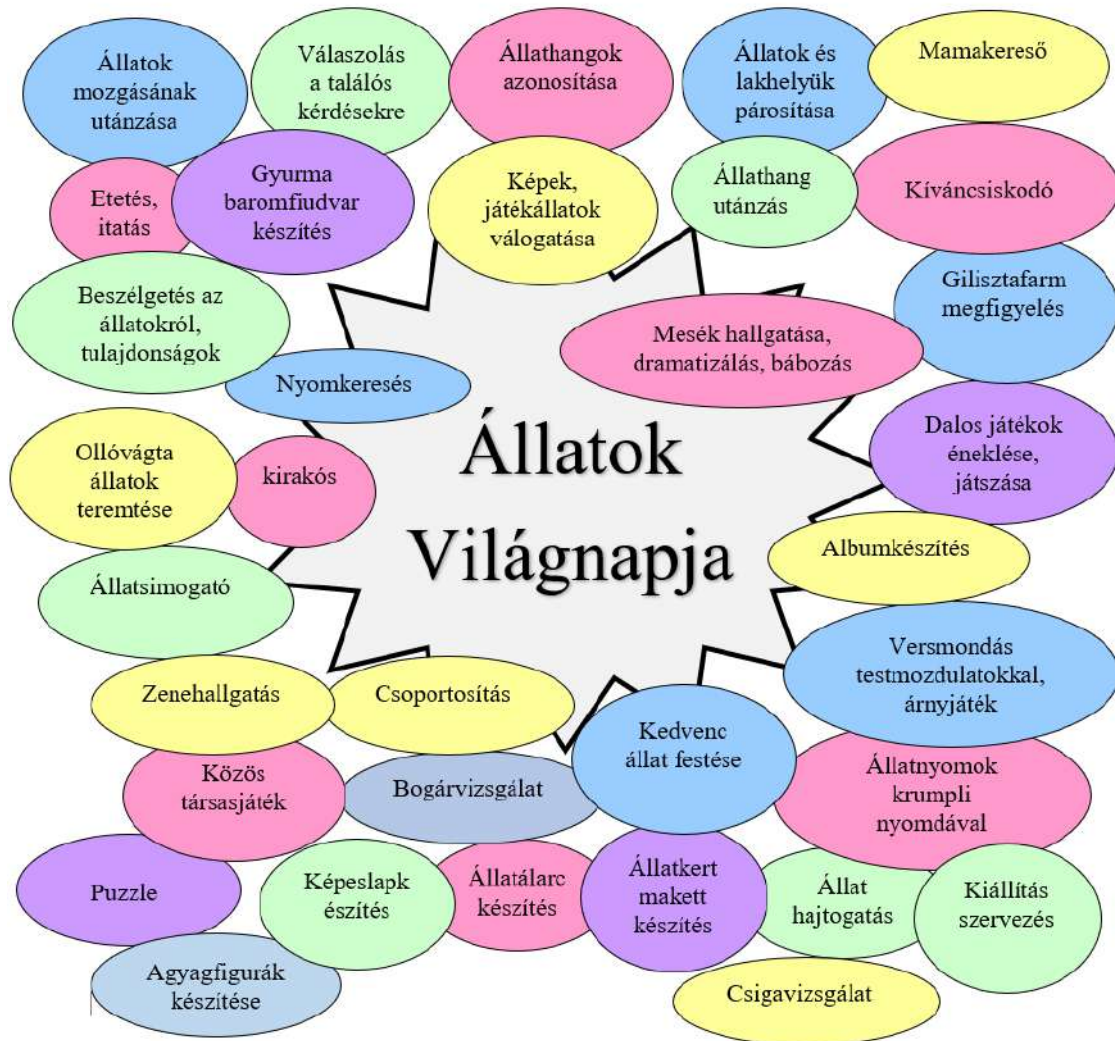 Állatok
mozgásának
utánzása
Válaszolás
a találós
kérdésekre
Állathangok
azonosítása
Állatok és
lakhelyük
párosítása
Mamakereső
Etetés,
itatás
Gyurma
baromfiudvar
készítés
Képek,
játékállatok
válogatása
Állathang
utánzás
Kíváncsiskodó
Beszélgetés az
állatokról,
tulajdonságok
Gilisztafarm
megfigyelés
Mesék hallgatása,
dramatizálás, bábozás
Nyomkeresés
Ollóvágta
állatok
teremtése
kirakós
Állatok
Világnapja
Dalos játékok
éneklése,
játszása
Albumkészítés
Állatsimogató
Versmondás
testmozdulatokkal,
árnyjáték
Zenehallgatás
Csoportosítás
Kedvenc
állat festése
Közös
társasjáték
Bogárvizsgálat
Állatnyomok
krumpli
nyomdával
Puzzle
Képeslapk
észítés
Állatálarc
készítés
Állatkert
makett
készítés
Állat
hajtogatás
Kiállítás
szervezés
Agyagfigurák
készítése
Csigavizsgálat